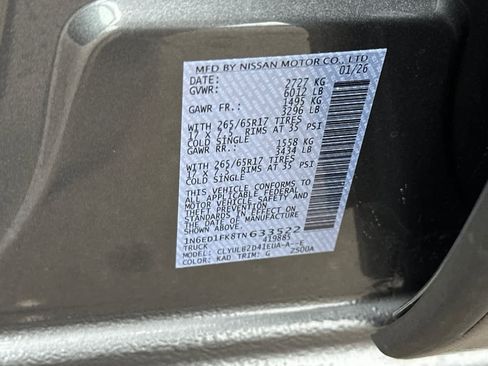 MFD BY NISSAN MOTOR CO., LTD
DATE: 01/26
GVWR: 2727 KG
6012 LB
GAWR FR.: 1495 KG
3296 LB
WITH 265/65R17 TIRES
17 X 7.5 RIMS AT 35 PSI
COLD SINGLE
GAWR RR.: 1558 KG
3434 LB
WITH 265/65R17 TIRES
17 X 7.5 RIMS AT 35 PSI
COLD SINGLE
THIS VEHICLE CONFORMS TO
ALL APPLICABLE FEDERAL
MOTOR VEHICLE SAFETY
STANDARDS IN EFFECT ON
THE DATE OF MANUFACTURE
SHOWN ABOVE.
1N6ED1FK8TN633522
TRUCK 419885
MODEL: CLYULB2D41EUA-A--E
COLOR: KAD TRIM: G 2500A